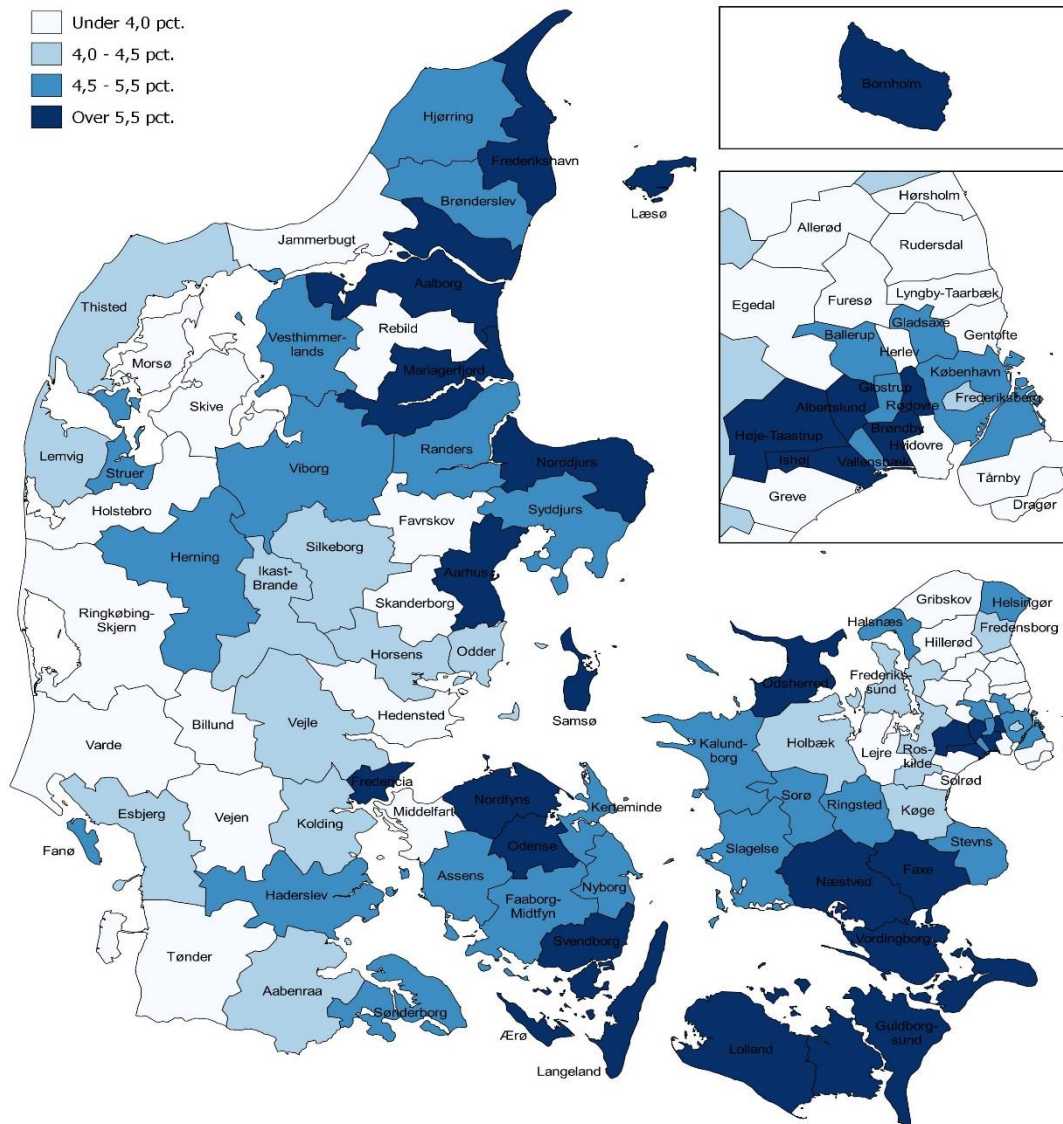 Under 4,0 pct.
4,0 - 4,5 pct.
4,5 - 5,5 pct.
Over 5,5 pct.
Bornholm
Hjørring
Frederikshavn
Brønderslev
Læsø
Jammerbugt
Aalborg
Thisted
Rebild
Vesthimmer-
lands
Morsø
Mariagerfjord
Skive
Lemvig
Struer
Viborg
Randers
Norddjurs
Holstebro
Syddjurs
Favrskov
Herning
Silkeborg
Ikast-
Brande
Aarhus
Ringkøbing-
Skjern
Skanderborg
Horsens
Odder
Samsø
Hedensted
Billund
Vejle
Varde
Fredericia
Middelfart
Nordfyns
Kerteminde
Esbjerg
Vejen
Kolding
Fanø
Odense
Assens
Nyborg
Haderslev
Faaborg-
Midtfyn
Svendborg
Tønder
Aabenraa
Sønderborg
Ærø
Langeland
Hørsholm
Allerød
Rudersdal
Egedal
Furesø
Lyngby-Taarbæk
Gladsaxe
Ballerup
Gentofte
Herlev
København
Glostrup
Frederiksberg
Albertslund
Rødovre
Brøndby
Høje-Taastrup
Hvidovre
Ishøj
Vallensbæk
Tårnby
Greve
Dragør
Gribskov
Helsingør
Halsnæs
Fredensborg
Hillerød
Odsherred
Frederiks-
sund
Kalund-
borg
Holbæk
Lejre
Ros-
kilde
Solrød
Sorø
Ringsted
Køge
Stevns
Slagelse
Næstved
Faxe
Vordingborg
Lolland
Guldborg-
sund